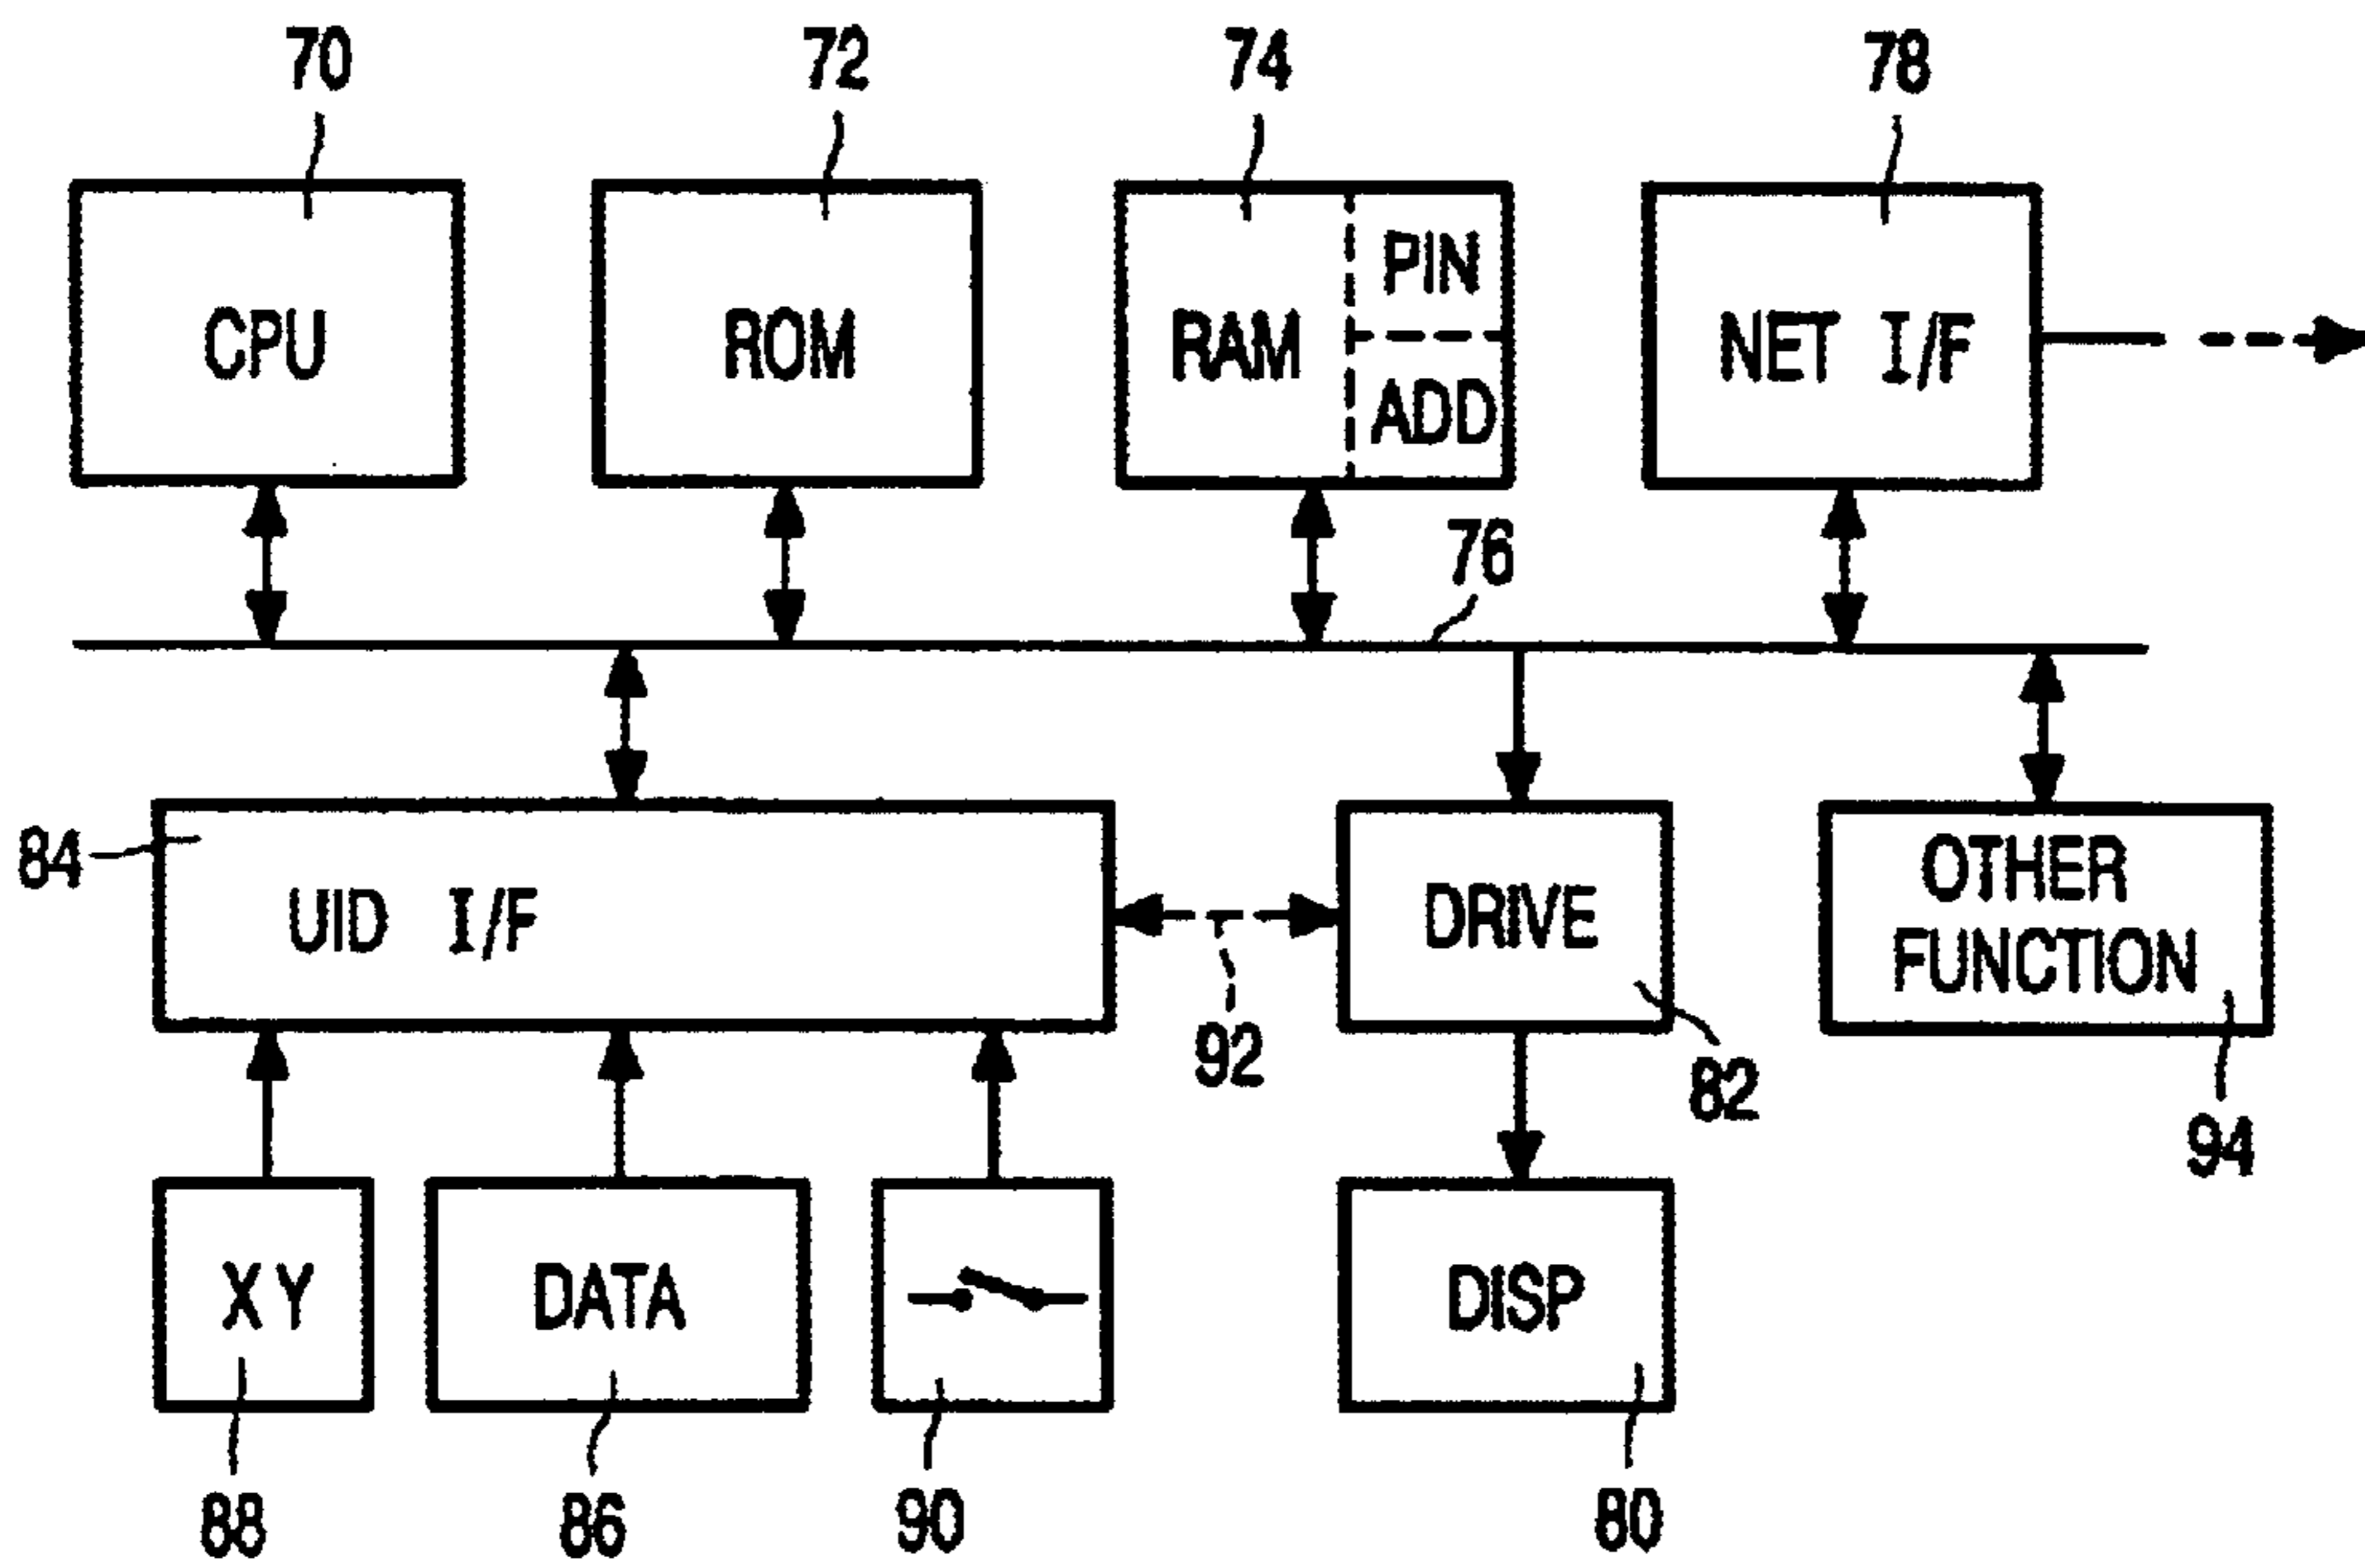 70
72
74
78
CPU
ROM
RAM
PIN
ADD
NET I/F
76
84
UID I/F
DRIVE
OTHER
FUNCTION
92
82
94
XY
DATA
DISP
88
86
90
80